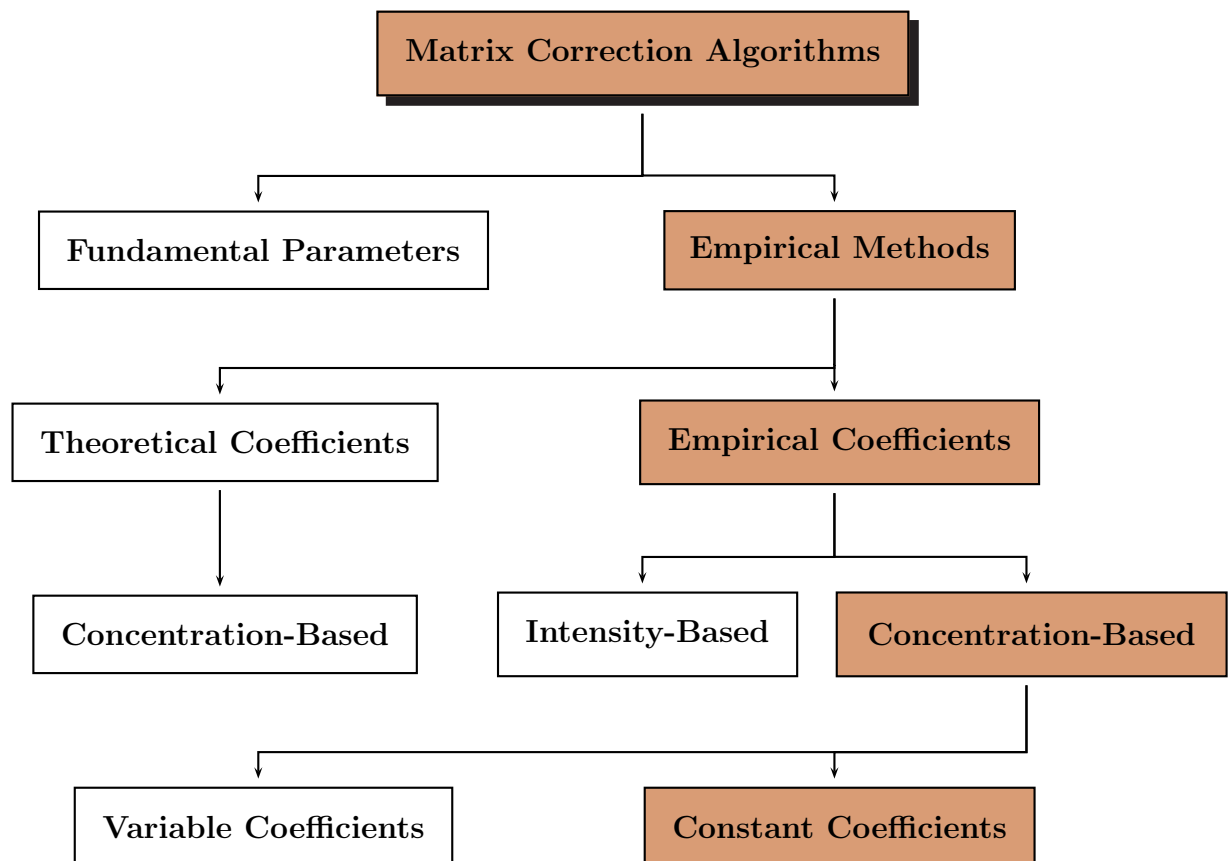 Matrix Correction Algorithms
Fundamental Parameters
Empirical Methods
Theoretical Coefficients
Empirical Coefficients
Concentration-Based
Intensity-Based
Concentration-Based
Variable Coefficients
Constant Coefficients